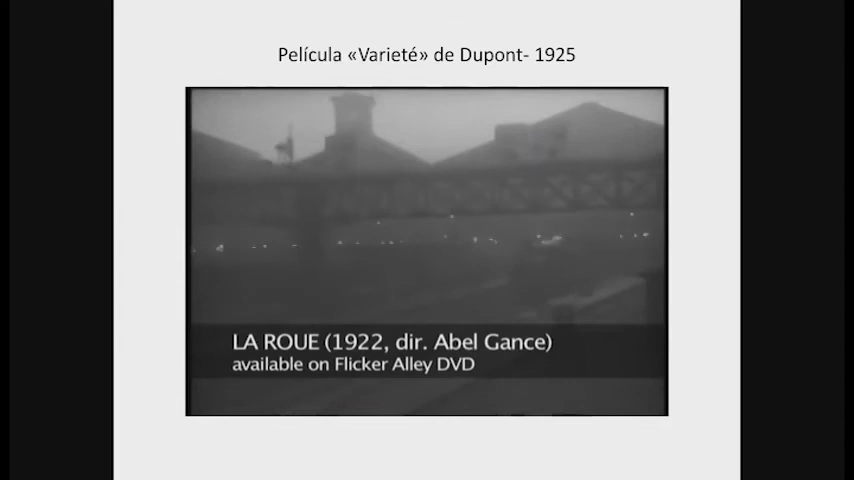 Película «Varieté» de Dupont- 1925
LA ROUE (1922, dir. Abel Gance)
available on Flicker Alley DVD